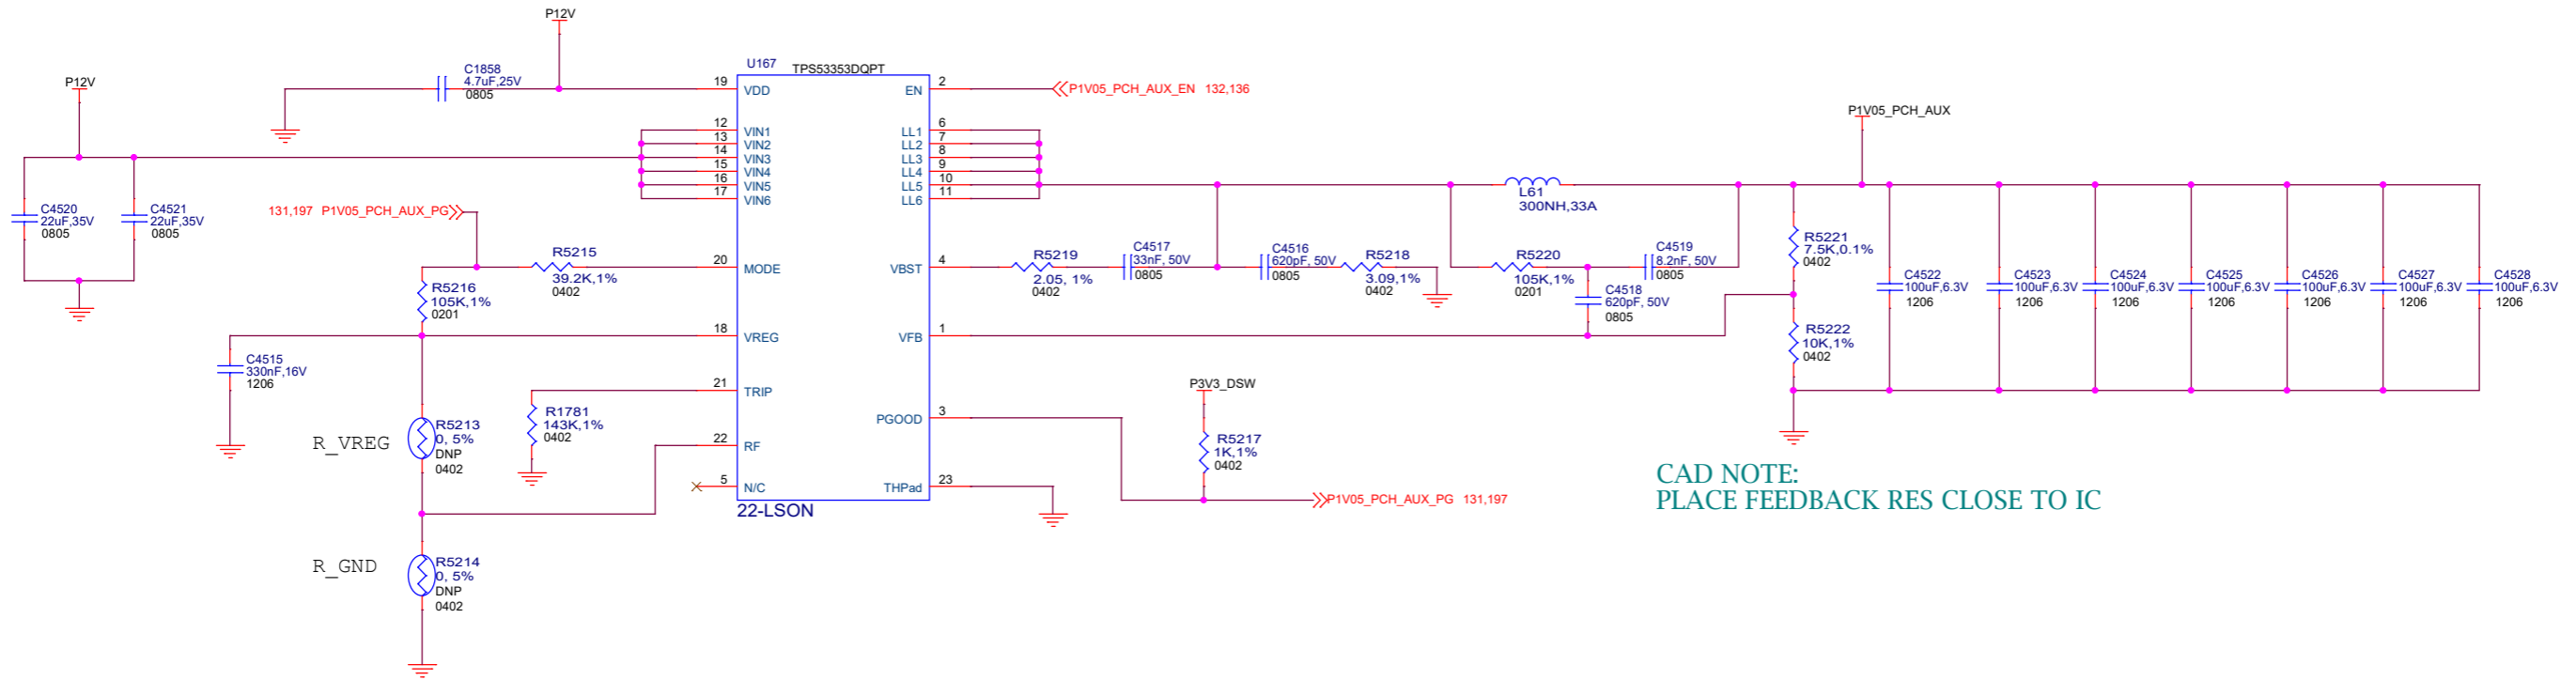 P12V
P12V
C1858
4.7uF,25V
0805
U167
TPS53353DQPT
19
VDD
12
VIN1
13
VIN2
14
VIN3
15
VIN4
16
VIN5
17
VIN6
20
MODE
18
VREG
21
TRIP
22
RF
5
N/C
22-LSON
2
EN
6
LL1
7
LL2
8
LL3
9
LL4
10
LL5
11
LL6
4
VBST
1
VFB
3
PGOOD
23
THPad
C4520
22uF,35V
0805
C4521
22uF,35V
0805
131,197 P1V05_PCH_AUX_PG
R5215
39.2K,1%
0402
R5216
105K,1%
0201
C4515
330nF,16V
1206
R_VREG
R5213
0, 5%
DNP
0402
R1781
143K,1%
0402
R_GND
R5214
0, 5%
DNP
0402
P1V05_PCH_AUX_EN 132,136
P1V05_PCH_AUX
L61
300NH,33A
R5219
2.05, 1%
0402
C4517
33nF, 50V
0805
C4516
620pF, 50V
0805
R5218
3.09,1%
0402
R5220
105K,1%
0201
C4519
8.2nF, 50V
0805
C4518
620pF, 50V
0805
R5221
7.5K,0.1%
0402
R5222
10K,1%
0402
C4522
100uF,6.3V
1206
C4523
100uF,6.3V
1206
C4524
100uF,6.3V
1206
C4525
100uF,6.3V
1206
C4526
100uF,6.3V
1206
C4527
100uF,6.3V
1206
C4528
100uF,6.3V
1206
P3V3_DSW
R5217
1K,1%
0402
P1V05_PCH_AUX_PG 131,197
CAD NOTE:
PLACE FEEDBACK RES CLOSE TO IC